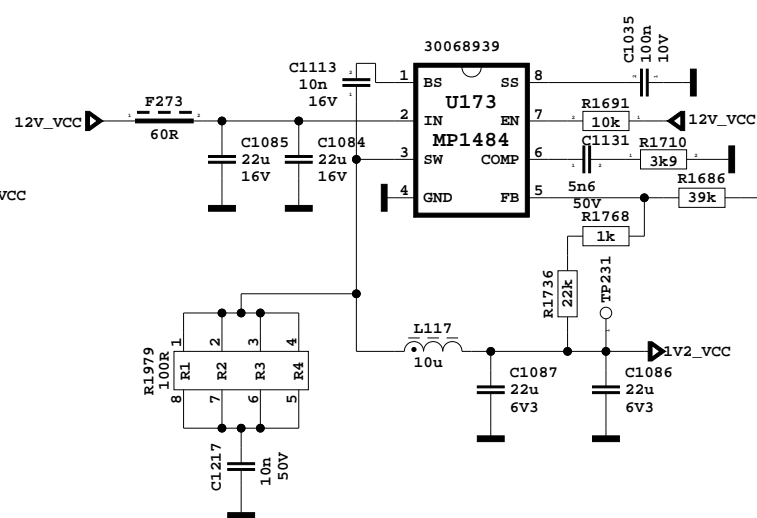 30068939
C1035
100n
10V
C1113
10n
16V
1
BS
SS
8
F273
60R
12V_VCC
U173
2
IN
EN
7
R1691
10k
12V_VCC
MP1484
C1085
22u
16V
C1084
22u
16V
3
SW
COMP
6
C1131
5n6
50V
R1710
3k9
4
GND
FB
5
R1686
39k
VCC
R1768
1k
R1736
22k
TP231
R1979
100R
1
2
3
4
R1
R2
R3
R4
8
7
6
5
L117
10u
1V2_VCC
C1087
22u
6V3
C1086
22u
6V3
C1217
10n
50V